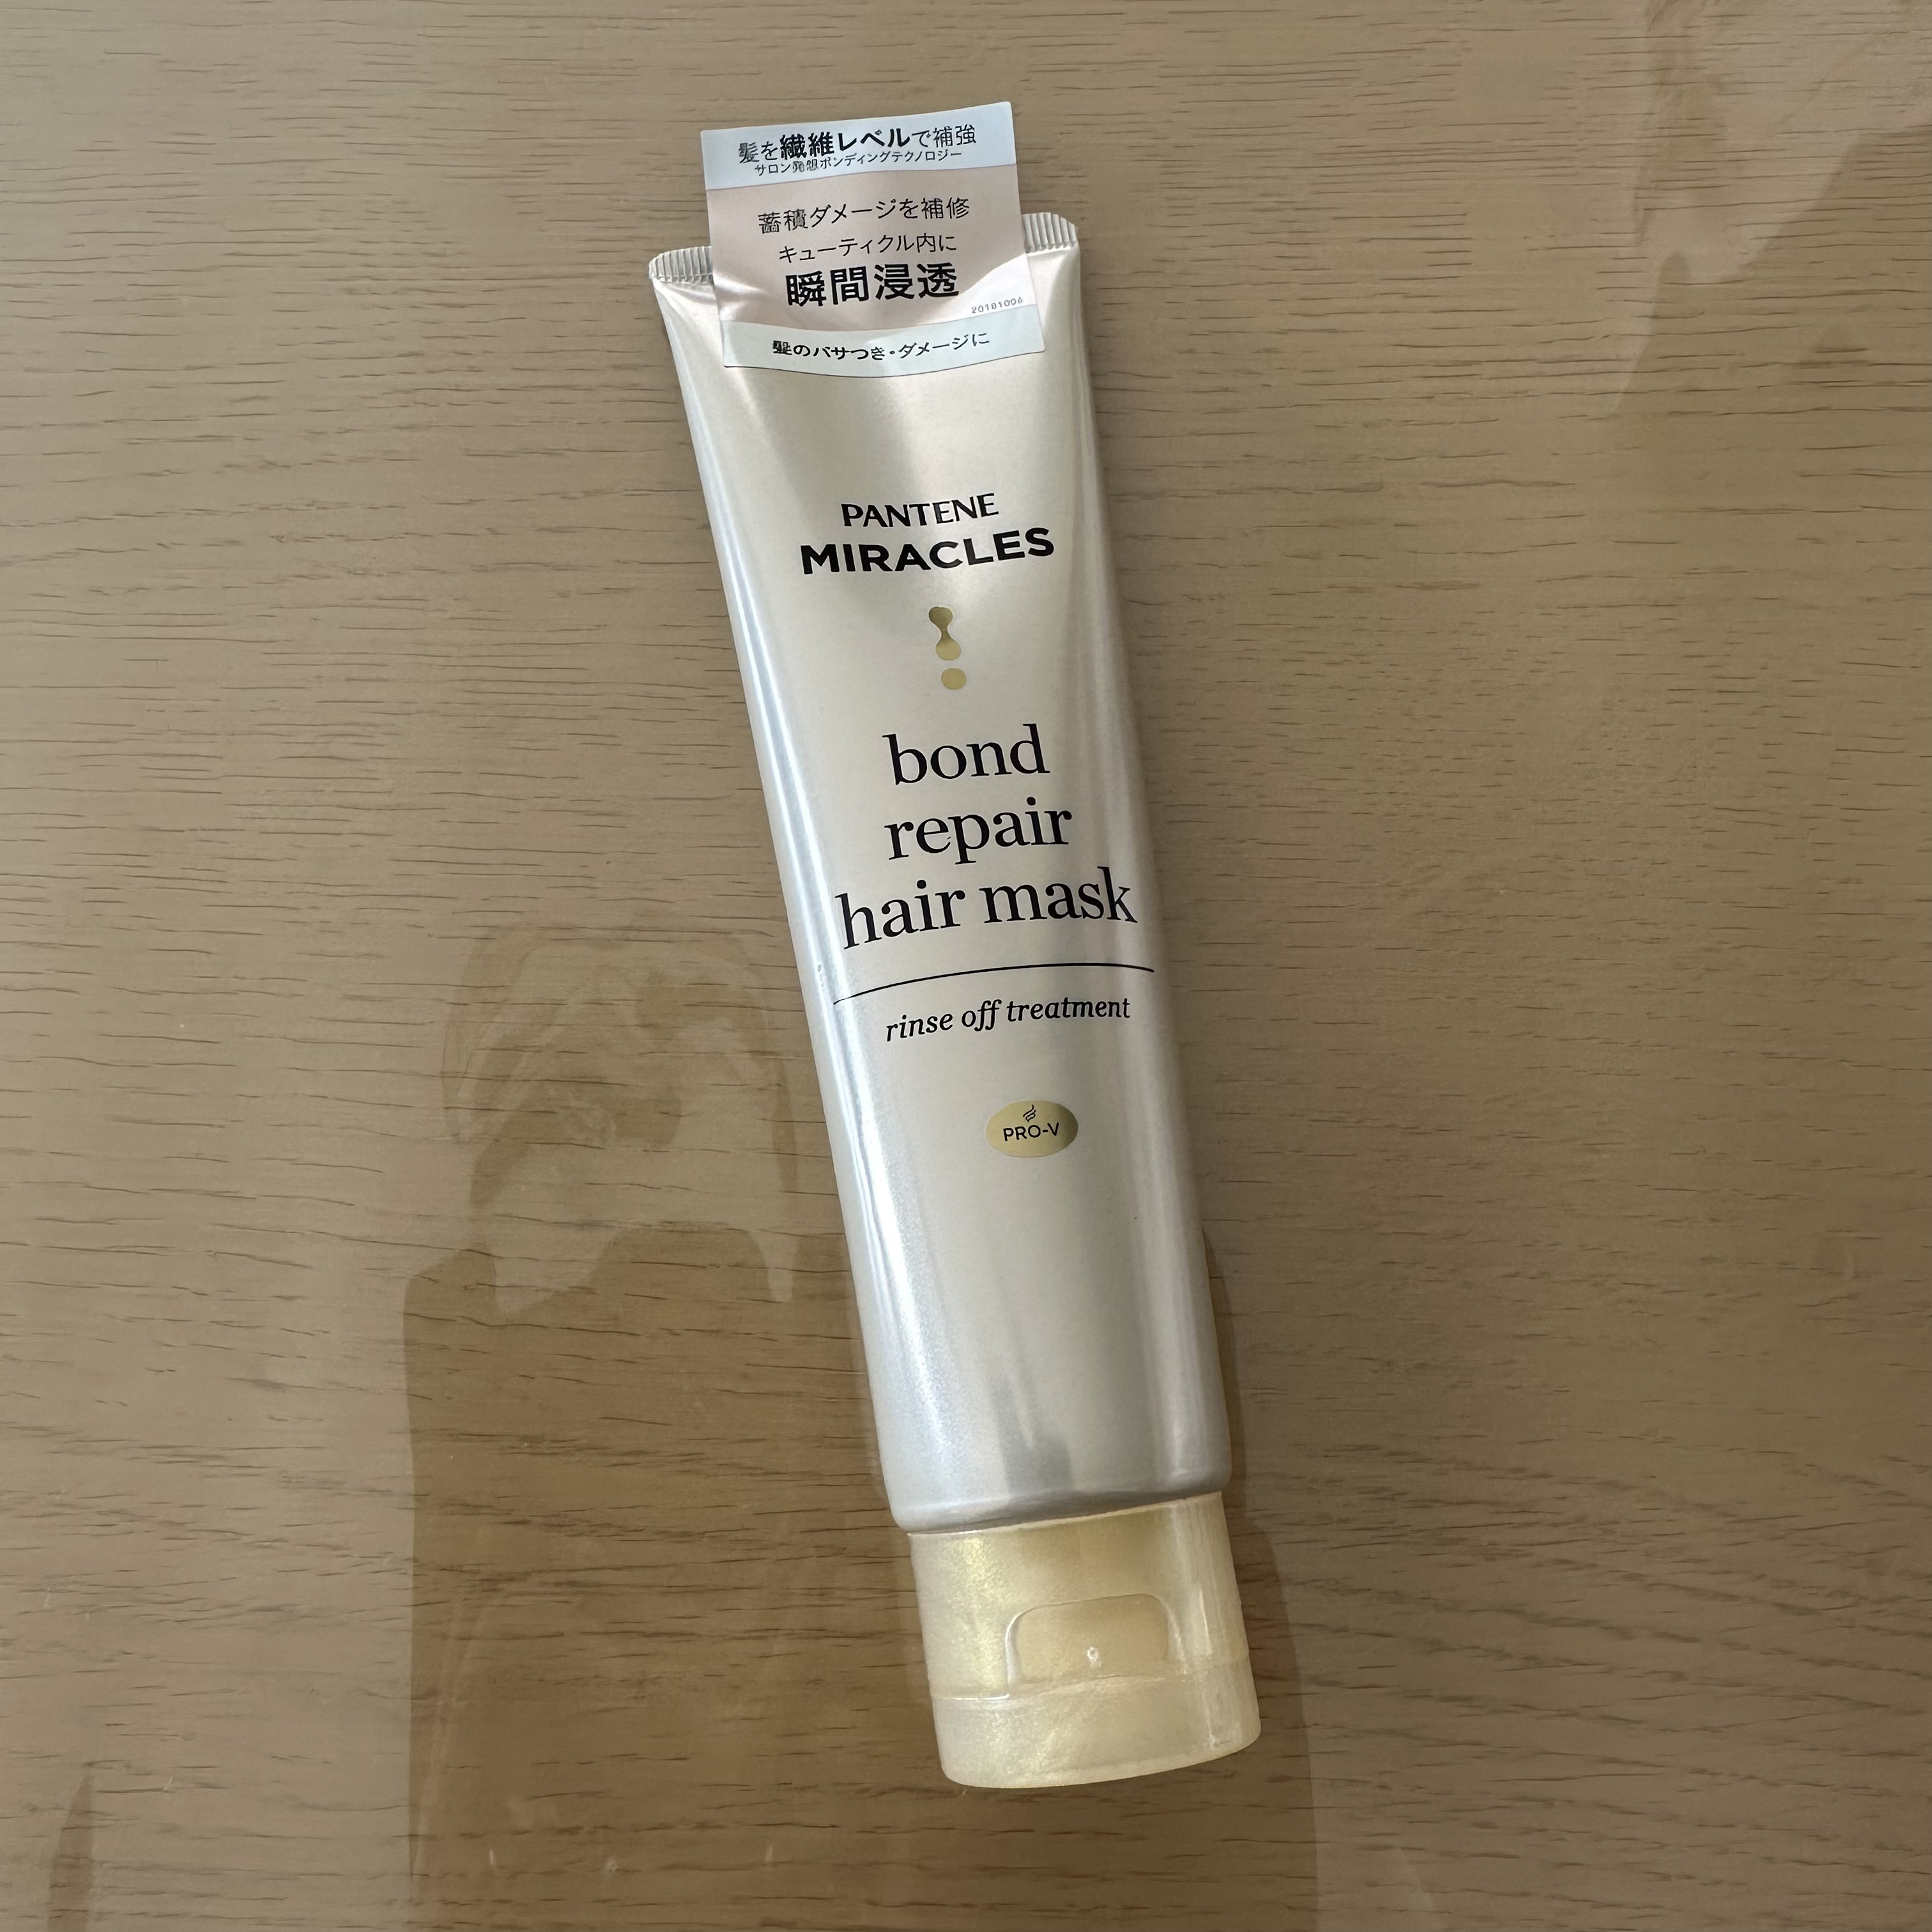 髪を繊維レベルで補強
サロン発想ボンディングテクノロジー
蓄積ダメージを補修
キューティクル内に
瞬間浸透
20181006
髪のパサつき・ダメージに
PANTENE
MIRACLES
bond
repair
hair mask
rinse off treatment
PRO-V